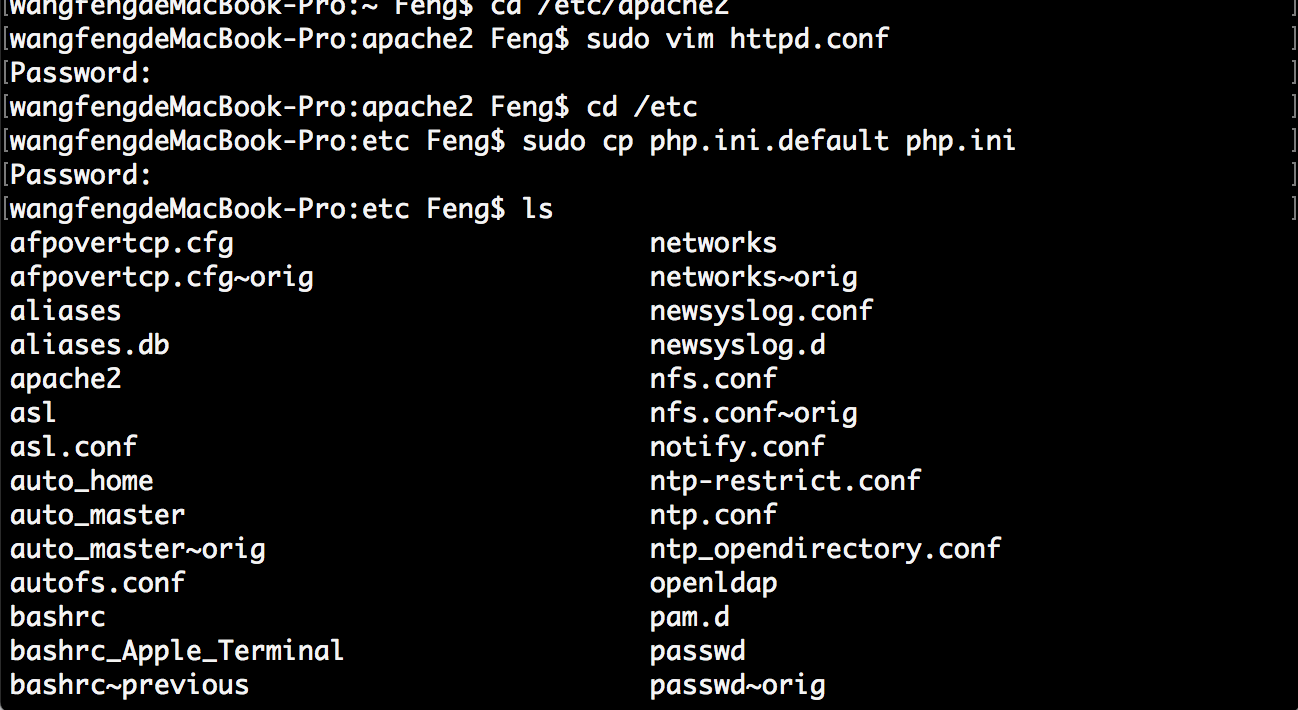 [wangfengdeMacBook-Pro:~ Feng$ cd /etc/apache2
[wangfengdeMacBook-Pro:apache2 Feng$ sudo vim httpd.conf ]
[Password: ]
[wangfengdeMacBook-Pro:apache2 Feng$ cd /etc ]
[wangfengdeMacBook-Pro:etc Feng$ sudo cp php.ini.default php.ini ]
[Password: ]
[wangfengdeMacBook-Pro:etc Feng$ ls ]
afpovertcp.cfg networks
afpovertcp.cfg~orig networks~orig
aliases newsyslog.conf
aliases.db newsyslog.d
apache2 nfs.conf
asl nfs.conf~orig
asl.conf notify.conf
auto_home ntp-restrict.conf
auto_master ntp.conf
auto_master~orig ntp_opendirectory.conf
autofs.conf openldap
bashrc pam.d
bashrc_Apple_Terminal passwd
bashrc~previous passwd~orig